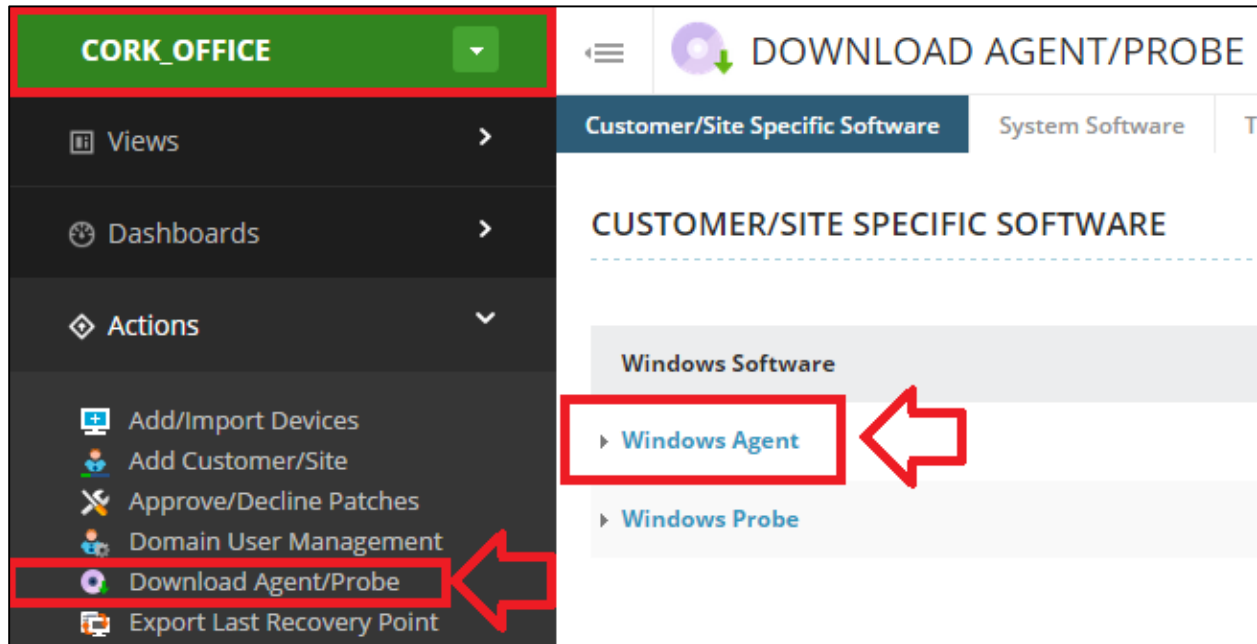 CORK_OFFICE
Views
Dashboards
Actions
Add/Import Devices
Add Customer/Site
Approve/Decline Patches
Domain User Management
Download Agent/Probe
Export Last Recovery Point
DOWNLOAD AGENT/PROBE
Customer/Site Specific Software
System Software
T
CUSTOMER/SITE SPECIFIC SOFTWARE
Windows Software
Windows Agent
Windows Probe